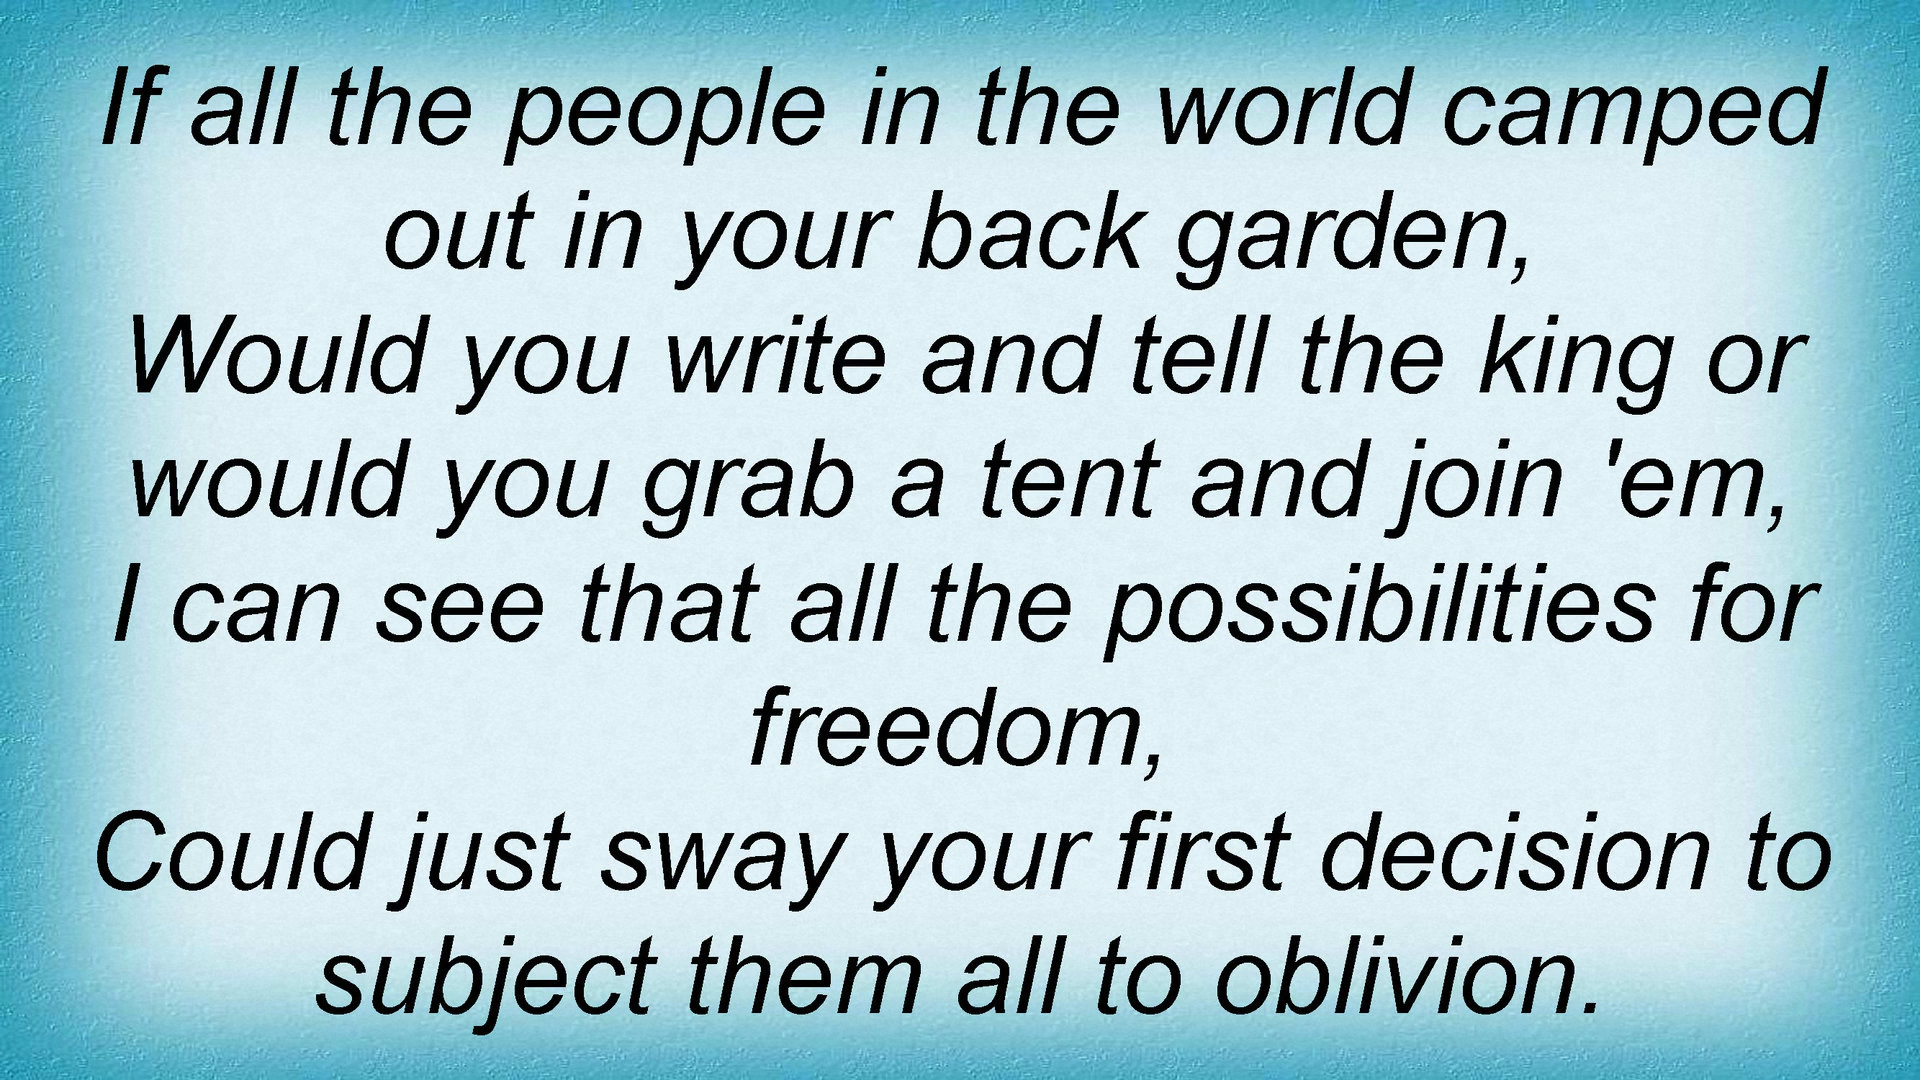 If all the people in the world camped
out in your back garden,
Would you write and tell the king or
would you grab a tent and join 'em,
I can see that all the possibilities for
freedom,
Could just sway your first decision to
subject them all to oblivion.